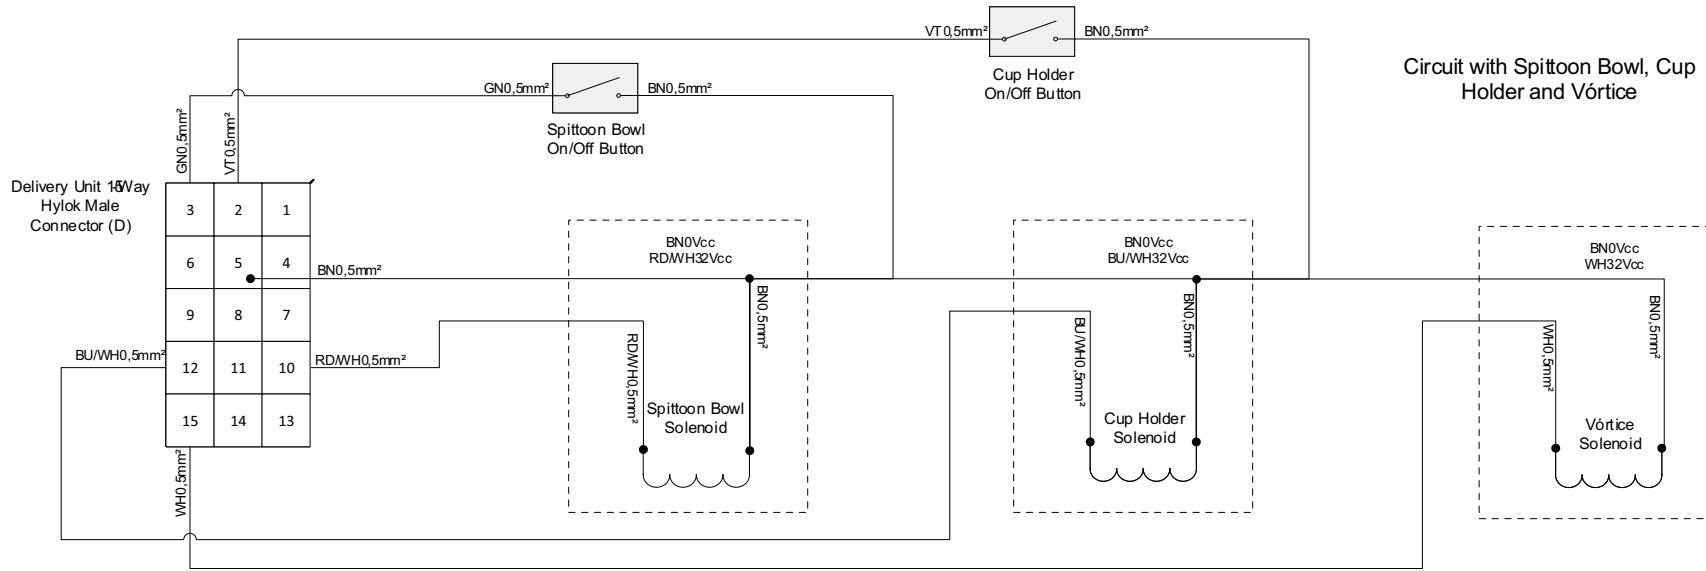 VT0,5mm²
BN0,5mm²
Cup Holder
On/Off Button
Circuit with Spittoon Bowl, Cup
Holder and Vórtice
GN0,5mm²
BN0,5mm²
Spittoon Bowl
On/Off Button
GN0,5mm²
VT0,5mm²
Delivery Unit Way
Hylok Male
Connector (D)
3 2 1
6 5 4
9 8 7
12 11 10
15 14 13
BN0,5mm²
BU/WH0,5mm²
RD/WH0,5mm²
WH0,5mm²
BN0Vcc
RD/WH32Vcc
BN0,5mm²
RD/WH0,5mm²
Spittoon Bowl
Solenoid
BN0Vcc
BU/WH32Vcc
BN0,5mm²
BU/WH0,5mm²
Cup Holder
Solenoid
BN0Vcc
WH32Vcc
BN0,5mm²
WH0,5mm²
Vórtice
Solenoid